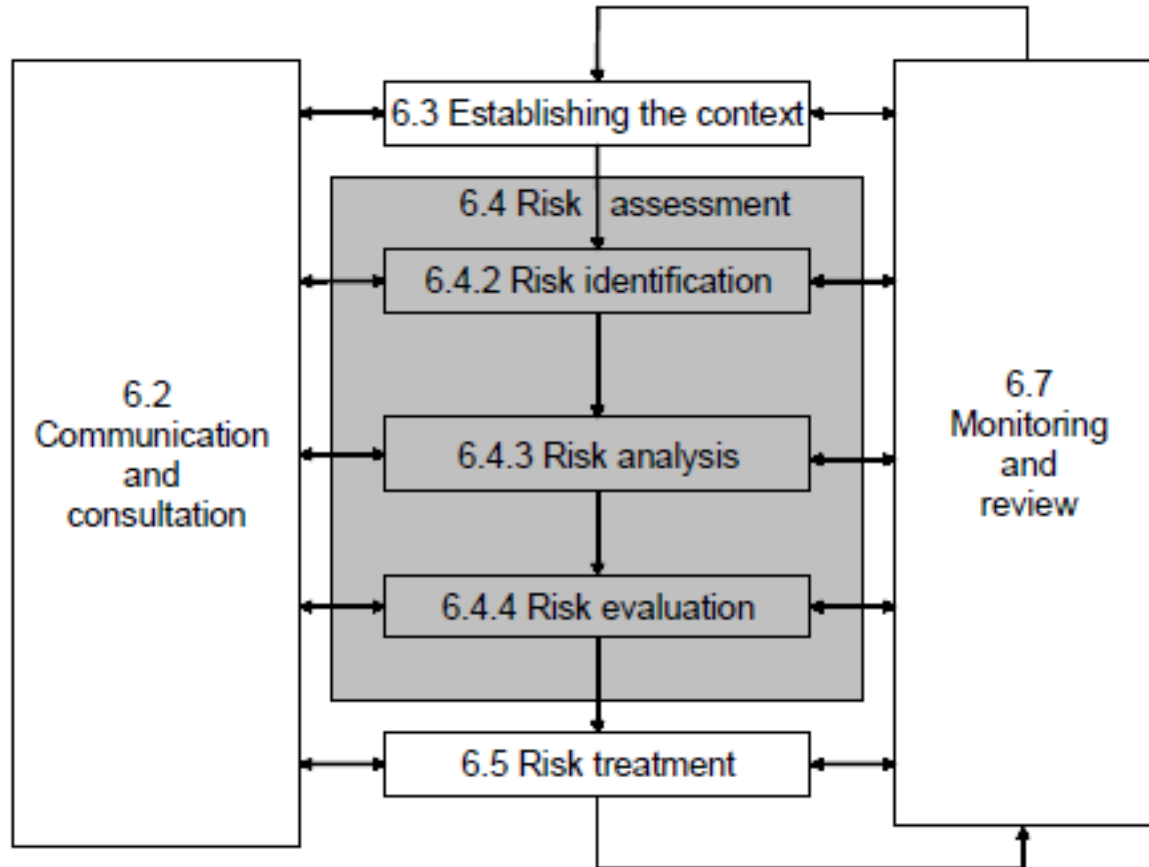 6.3 Establishing the context
6.4 Risk assessment
6.4.2 Risk identification
6.2
Communication
and
consultation
6.4.3 Risk analysis
6.7
Monitoring
and
review
6.4.4 Risk evaluation
6.5 Risk treatment